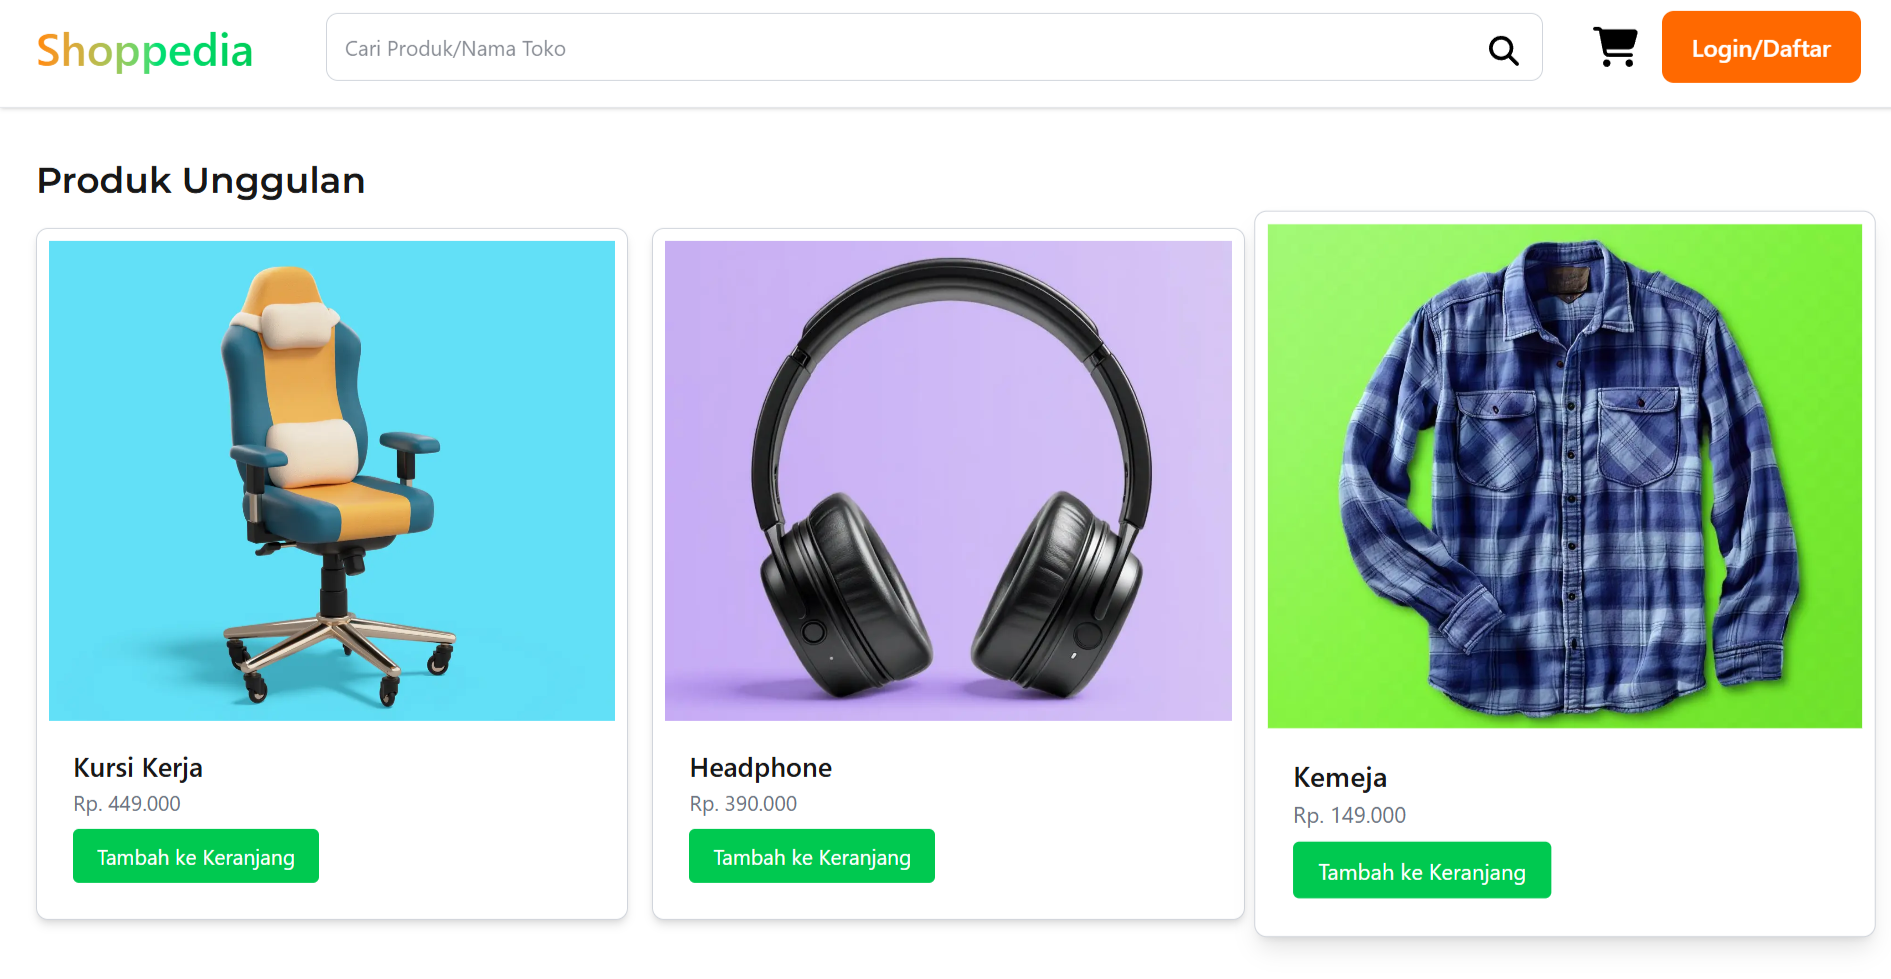 Shoppedia
Cari Produk/Nama Toko
Login/Daftar
Produk Unggulan
Kursi Kerja
Rp. 449.000
Tambah ke Keranjang
Headphone
Rp. 390.000
Tambah ke Keranjang
Kemeja
Rp. 149.000
Tambah ke Keranjang